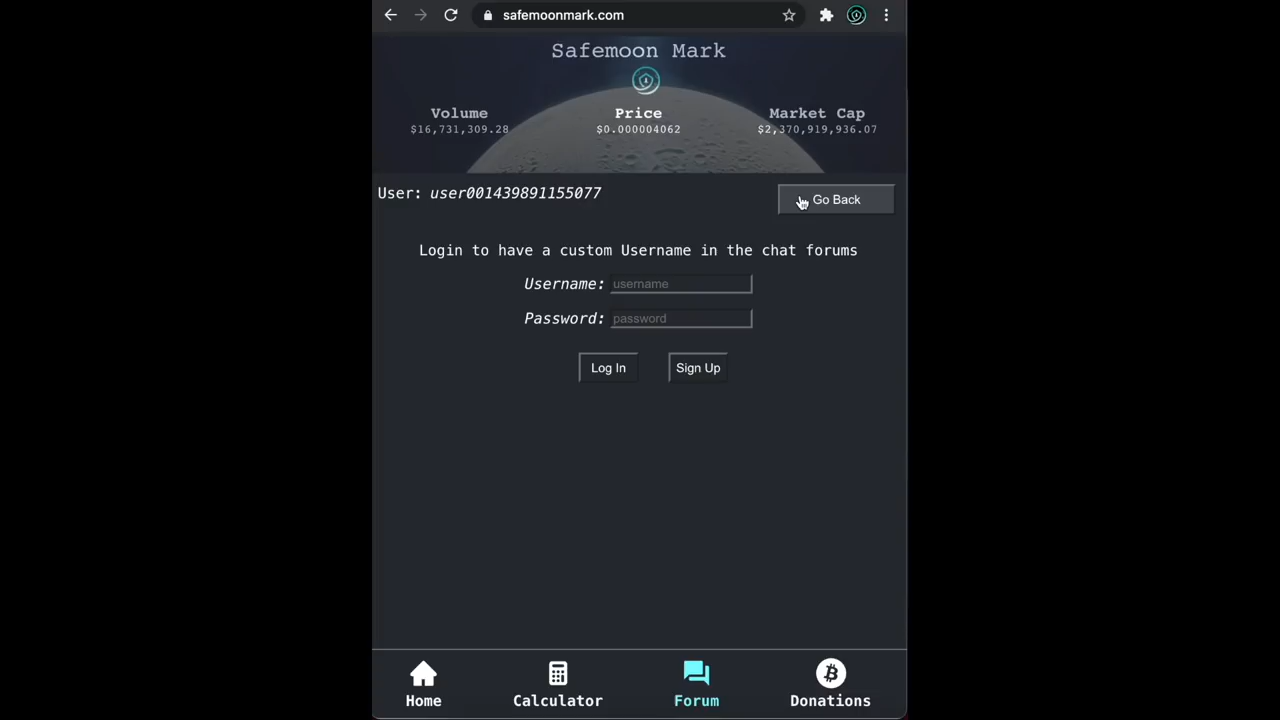 safemoonmark.com
Safemoon Mark
Volume Price Market Cap
$16,731,309.28 $0.000004062 $2,370,919,936.07
User: user001439891155077 Go Back
Login to have a custom Username in the chat forums
Username: username
Password: password
Log In Sign Up
Home Calculator Forum Donations